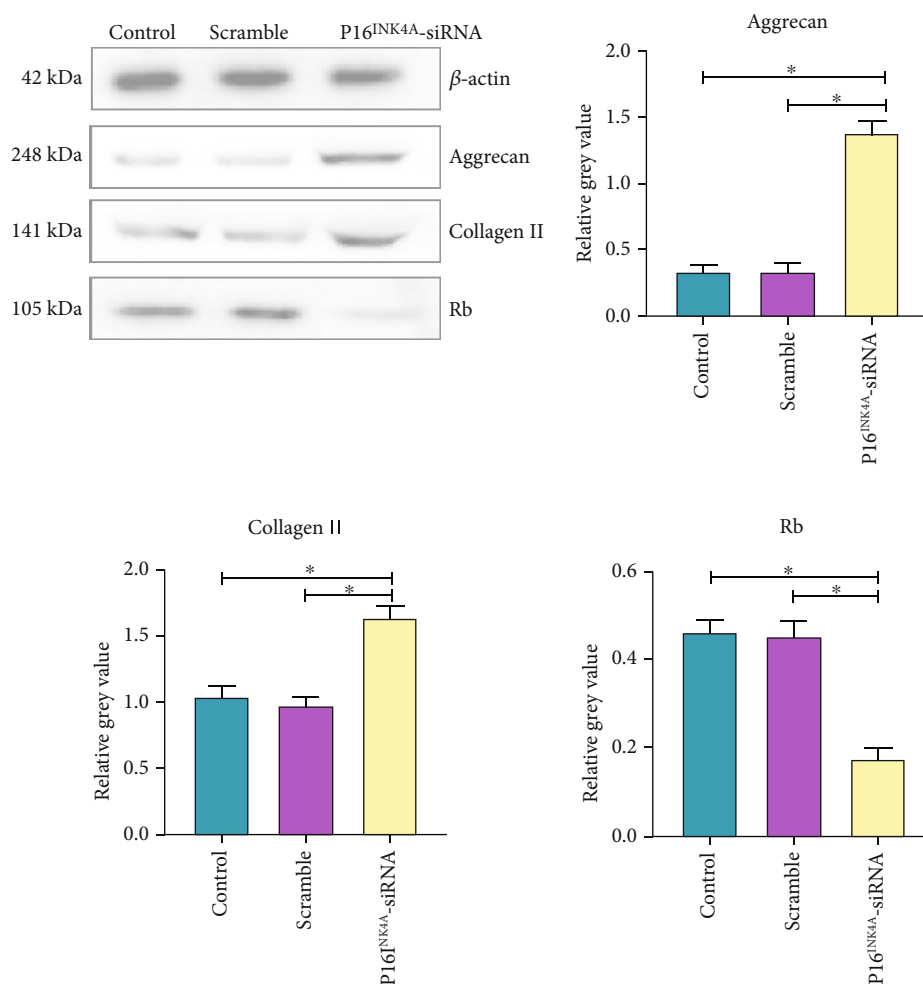 Control Scramble P16INK4A-siRNA
42 kDa β-actin
248 kDa Aggrecan
141 kDa Collagen II
105 kDa Rb
Aggrecan
Relative grey value
2.0
1.5
1.0
0.5
0.0
* 
*
Control
Scramble
P16INK4A-siRNA
Collagen II
Relative grey value
2.0
1.5
1.0
0.5
0.0
*
*
Control
Scramble
P16INK4A-siRNA
Rb
Relative grey value
0.6
0.4
0.2
0.0
*
*
Control
Scramble
P16INK4A-siRNA